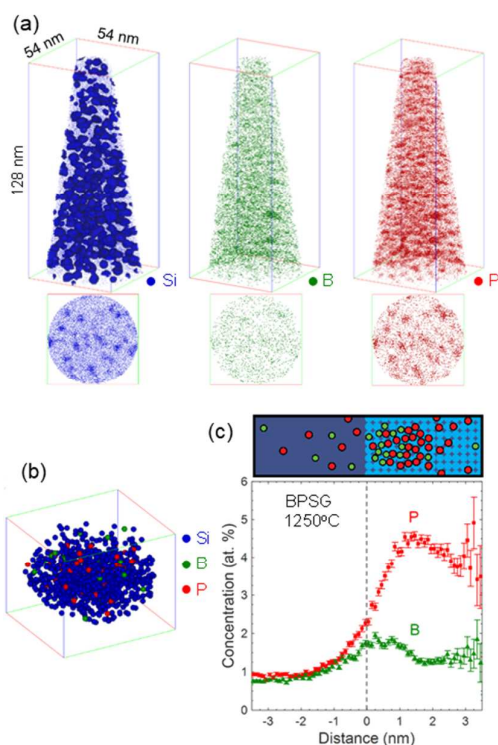 (a)
54 nm
54 nm
128 nm
Si
B
P
(b)
Si
B
P
(c)
BPSG
1250ºC
P
B
Concentration (at. %)
6
5
4
3
2
1
0
-3
-2
-1
0
1
2
3
Distance (nm)